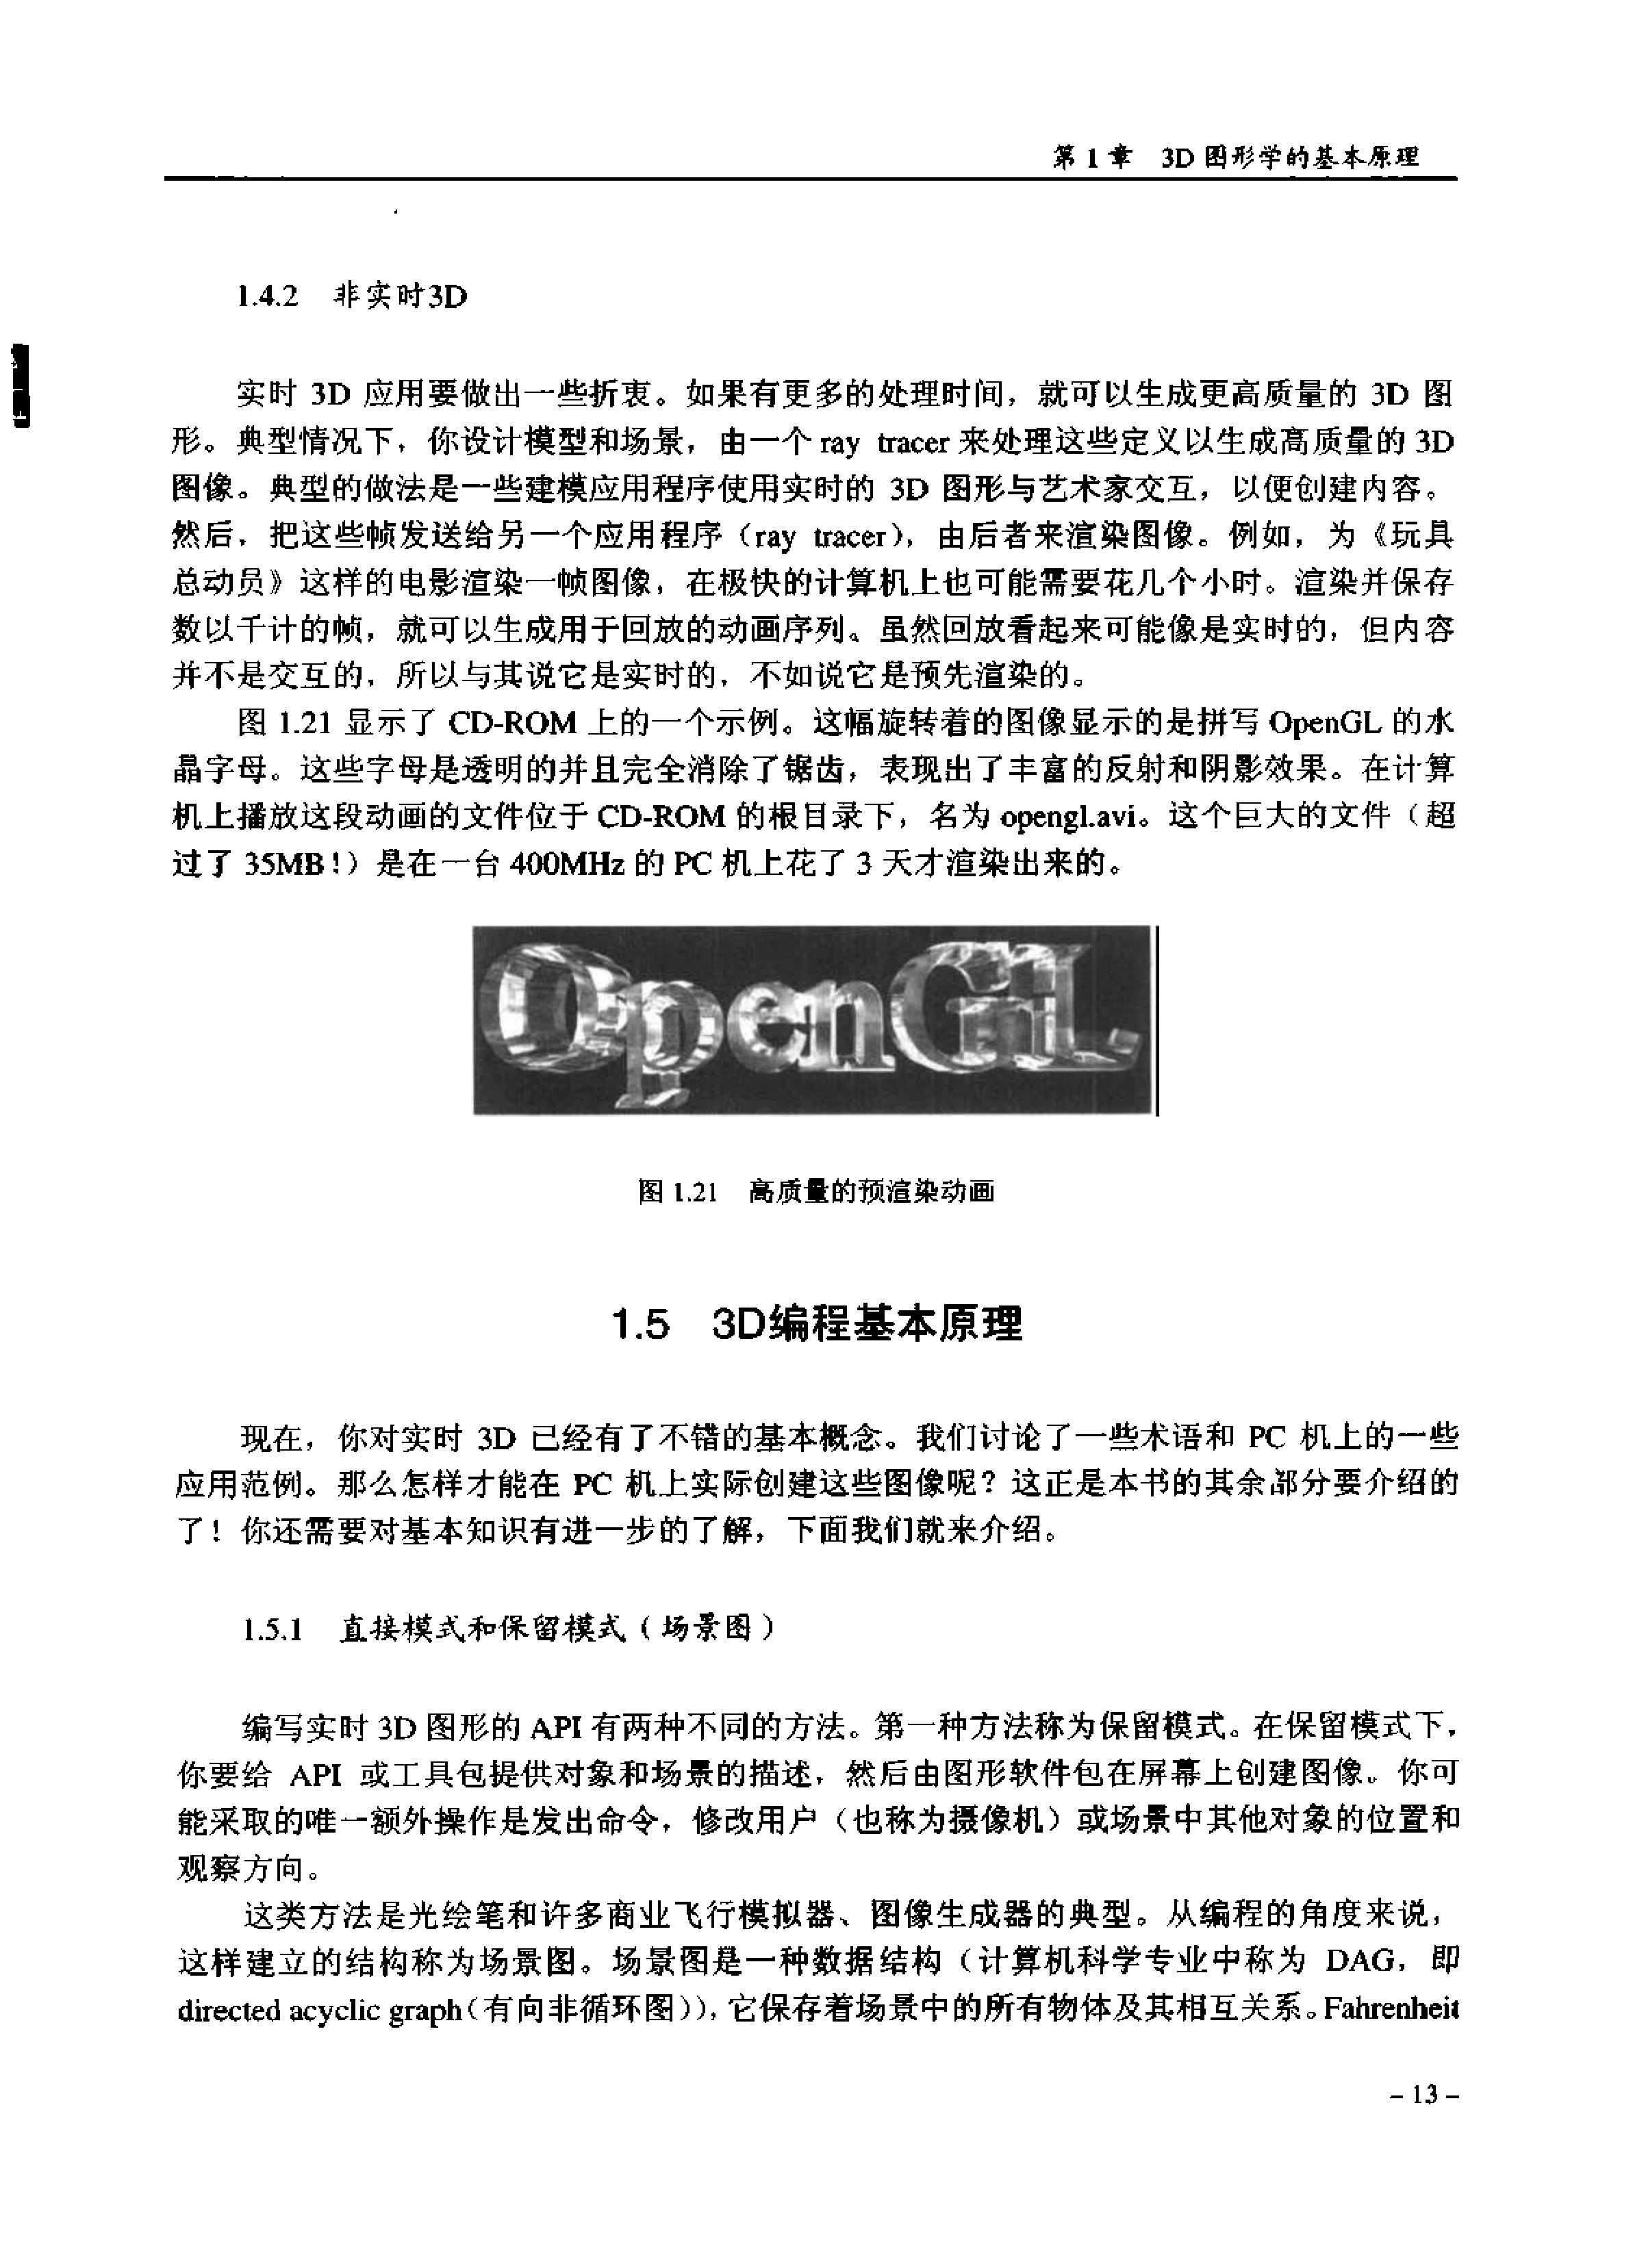 第 1 章　3D 图形学的基本原理
1.4.2　非实时3D
实时 3D 应用要做出一些折衷。如果有更多的处理时间，就可以生成更高质量的 3D 图
形。典型情况下，你设计模型和场景，由一个 ray tracer 来处理这些定义以生成高质量的 3D
图像。典型的做法是一些建模应用程序使用实时的 3D 图形与艺术家交互，以便创建内容。
然后，把这些帧发送给另一个应用程序（ray tracer），由后者来渲染图像。例如，为《玩具
总动员》这样的电影渲染一帧图像，在极快的计算机上也可能需要花几个小时。渲染并保存
数以千计的帧，就可以生成用于回放的动画序列。虽然回放看起来可能像是实时的，但内容
并不是交互的，所以与其说它是实时的，不如说它是预先渲染的。
图 1.21 显示了 CD-ROM 上的一个示例。这幅旋转着的图像显示的是拼写 OpenGL 的水
晶字母。这些字母是透明的并且完全消除了锯齿，表现出了丰富的反射和阴影效果。在计算
机上播放这段动画的文件位于 CD-ROM 的根目录下，名为 opengl.avi。这个巨大的文件（超
过了 35MB！）是在一台 400MHz 的 PC 机上花了 3 天才渲染出来的。
OpenGL
图 1.21　高质量的预渲染动画
1.5　3D编程基本原理
现在，你对实时 3D 已经有了不错的基本概念。我们讨论了一些术语和 PC 机上的一些
应用范例。那么怎样才能在 PC 机上实际创建这些图像呢？这正是本书的其余部分要介绍的
了！你还需要对基本知识有进一步的了解，下面我们就来介绍。
1.5.1　直接模式和保留模式（场景图）
编写实时 3D 图形的 API 有两种不同的方法。第一种方法称为保留模式。在保留模式下，
你要给 API 或工具包提供对象和场景的描述，然后由图形软件包在屏幕上创建图像。你可
能采取的唯一额外操作是发出命令，修改用户（也称为摄像机）或场景中其他对象的位置和
观察方向。
这类方法是光绘笔和许多商业飞行模拟器、图像生成器的典型。从编程的角度来说，
这样建立的结构称为场景图。场景图是一种数据结构（计算机科学专业中称为 DAG，即
directed acyclic graph（有向非循环图）），它保存着场景中的所有物体及其相互关系。Fahrenheit
- 13 -